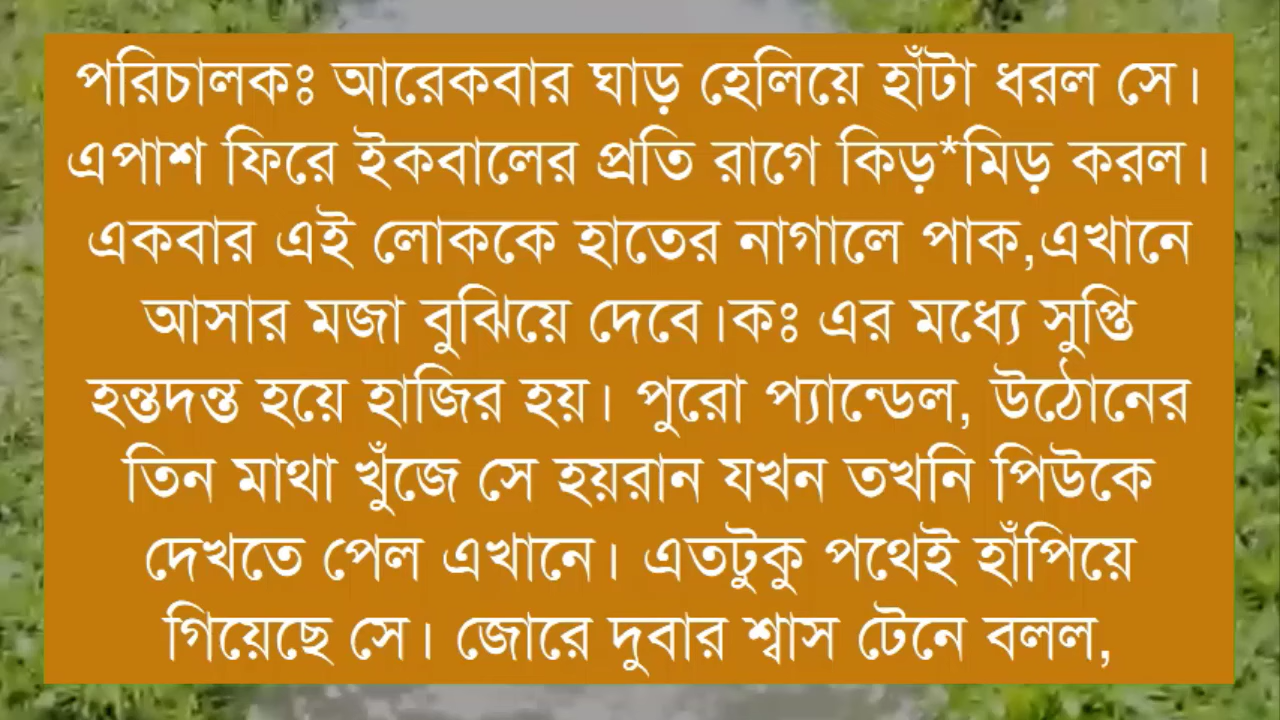 পরিচালকঃ আরেকবার ঘাড় হেলিয়ে হাঁটা ধরল সে।
এপাশ ফিরে ইকবালের প্রতি রাগে কিড়*মিড় করল।
একবার এই লোককে হাতের নাগালে পাক,এখানে
আসার মজা বুঝিয়ে দেবে।কঃ এর মধ্যে সুপ্তি
হন্তদন্ত হয়ে হাজির হয়। পুরো প্যান্ডেল, উঠোনের
তিন মাথা খুঁজে সে হয়রান যখন তখনি পিউকে
দেখতে পেল এখানে। এতটুকু পথেই হাঁপিয়ে
গিয়েছে সে। জোরে দুবার শ্বাস টেনে বলল,